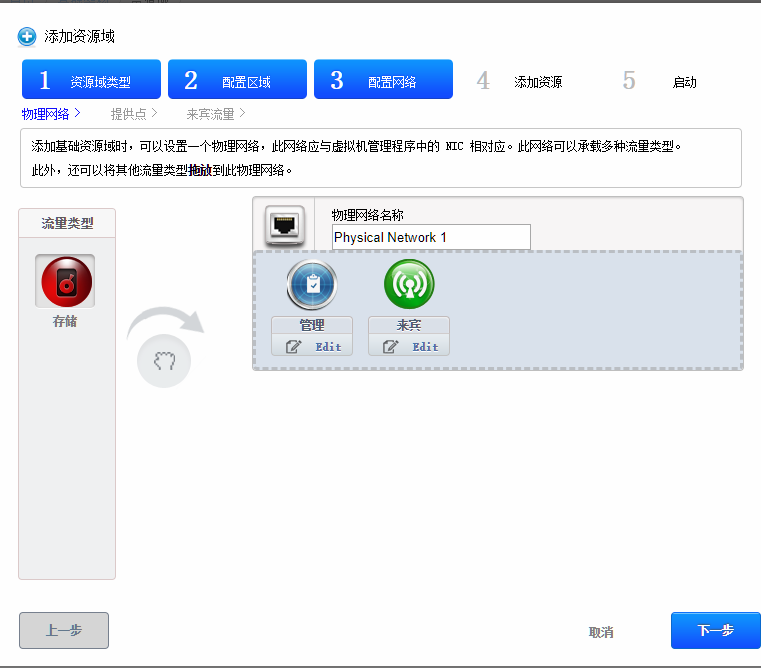 添加资源域
1 资源域类型 2 配置区域 3 配置网络 4 添加资源 5 启动
物理网络 > 提供点 > 来宾流量 >
添加基础资源域时，可以设置一个物理网络，此网络应与虚拟机管理程序中的 NIC 相对应。此网络可以承载多种流量类型。
此外，还可以将其他流量类型拖放到此物理网络。
流量类型
存储
物理网络名称
Physical Network 1
管理 来宾
Edit Edit
上一步 取消 下一步